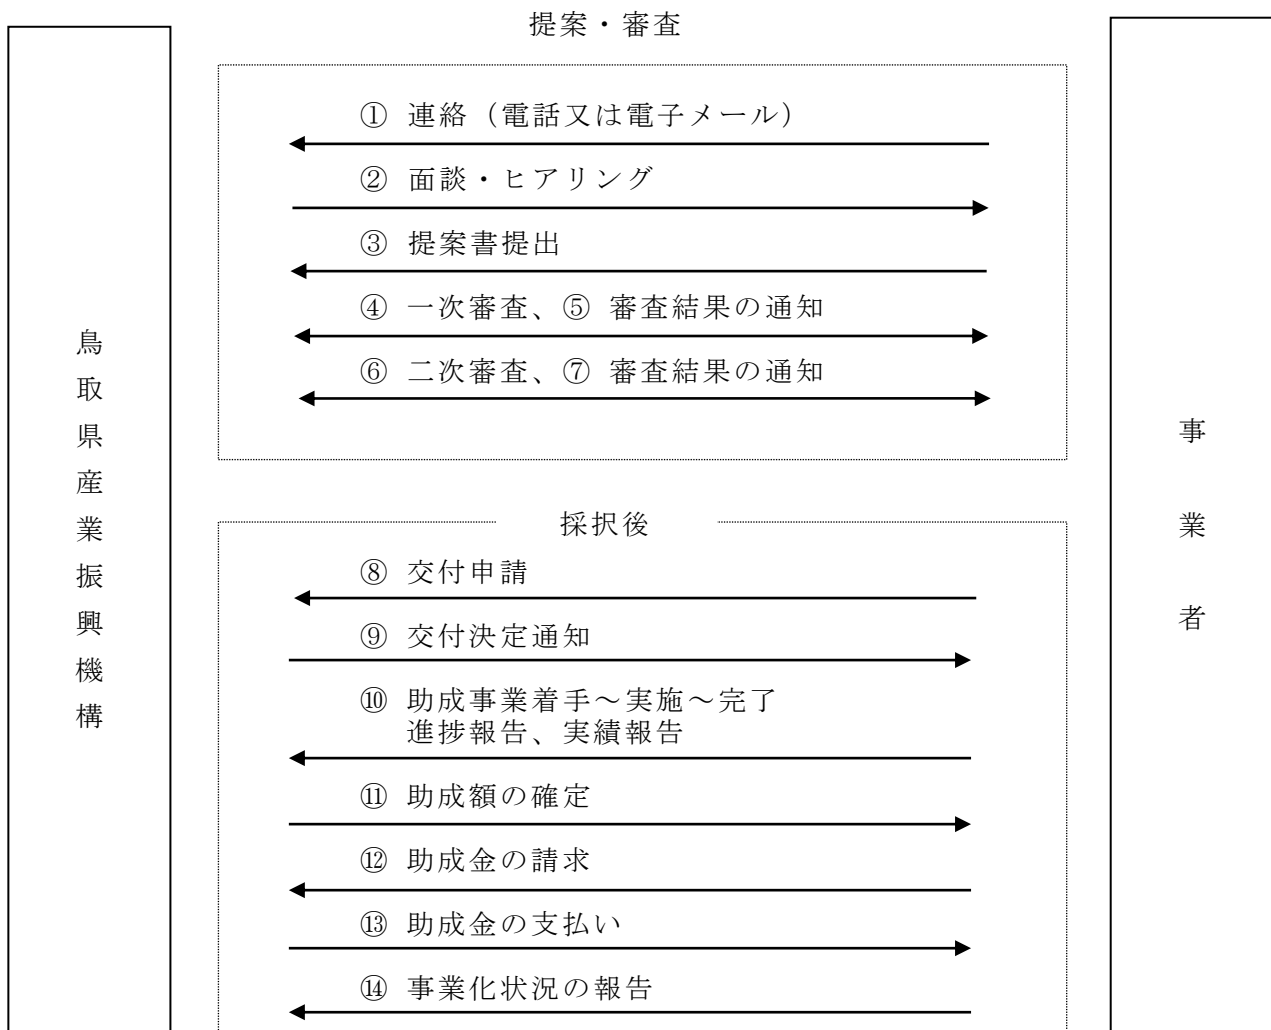 提案・審査
① 連絡（電話又は電子メール）
② 面談・ヒアリング
③ 提案書提出
④ 一次審査、⑤ 審査結果の通知
⑥ 二次審査、⑦ 審査結果の通知
鳥取県産業振興機構
事業者
採択後
⑧ 交付申請
⑨ 交付決定通知
⑩ 助成事業着手～実施～完了
進捗報告、実績報告
⑪ 助成額の確定
⑫ 助成金の請求
⑬ 助成金の支払い
⑭ 事業化状況の報告